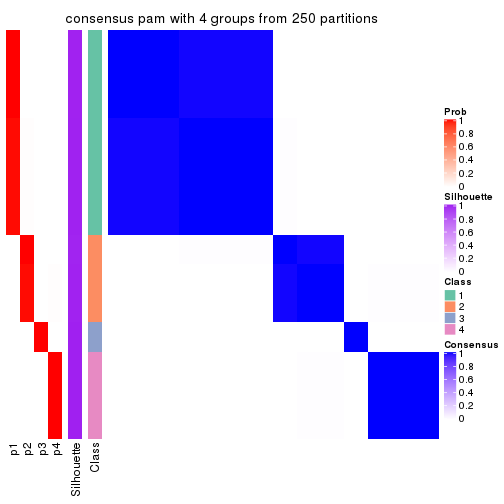 consensus pam with 4 groups from 250 partitions
Prob
1
0.8
0.6
0.4
0.2
0
Silhouette
1
0.8
0.6
0.4
0.2
0
Class
1
2
3
4
Consensus
1
0.8
0.6
0.4
0.2
0
p1
p2
p3
p4
Silhouette
Class